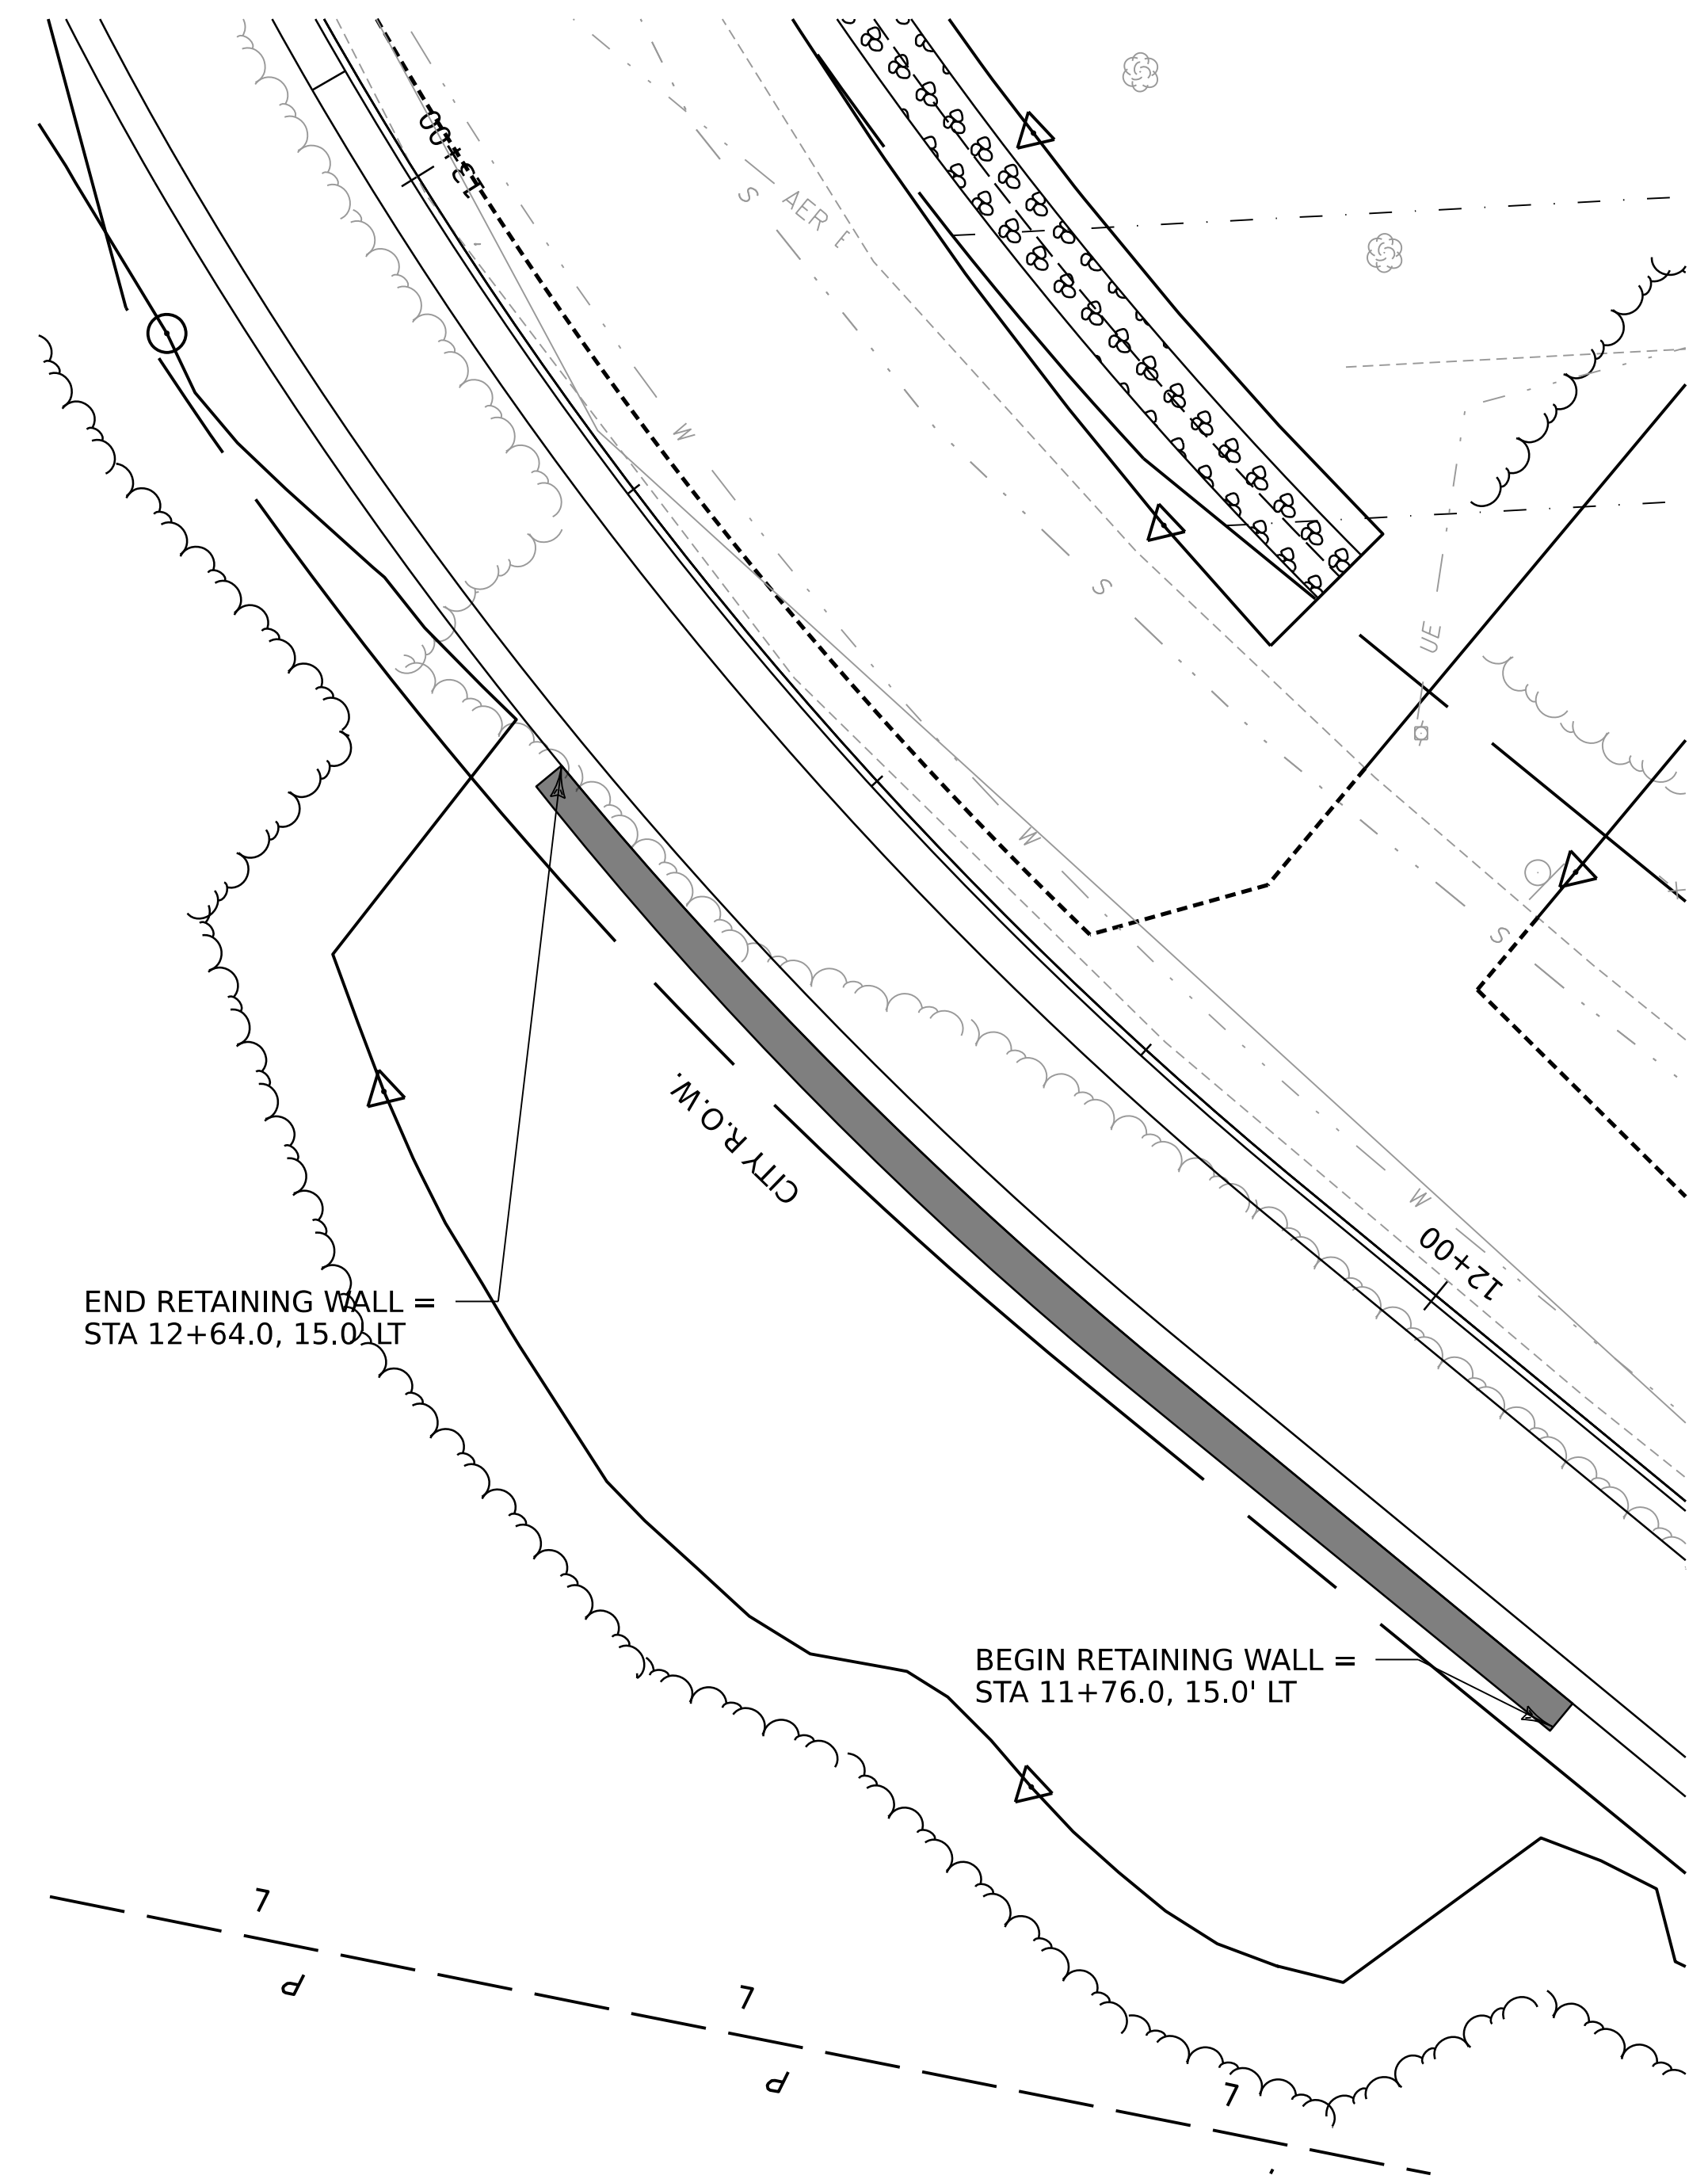 13+00
S
AER E
W
S
UE
W
S
X
CITY R.O.W.
W
12+00
END RETAINING WALL =
STA 12+64.0, 15.0' LT
BEGIN RETAINING WALL =
STA 11+76.0, 15.0' LT
L
P
L
P
L